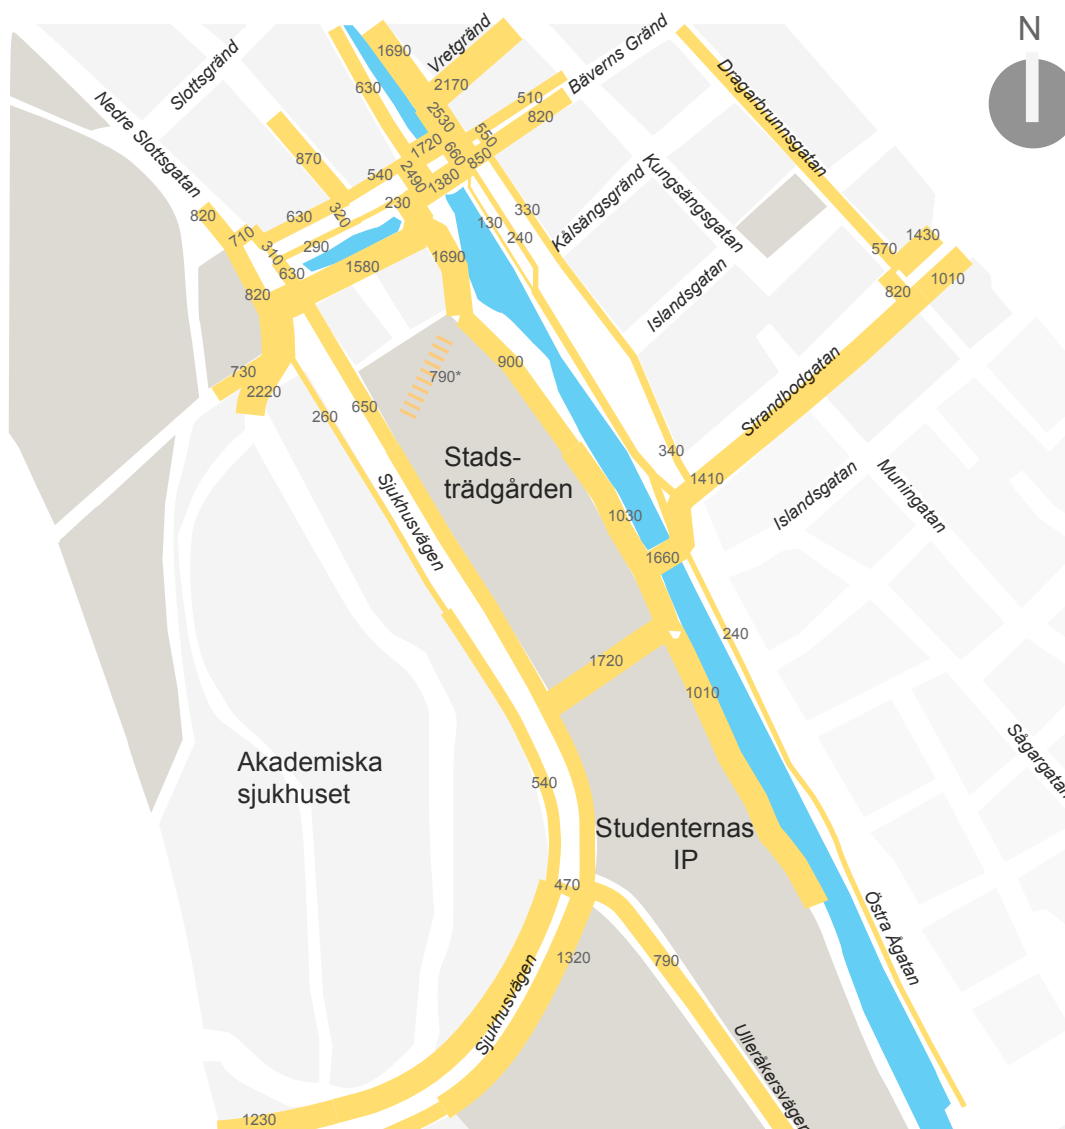 N
1690
Vretgränd
Slottsgränd
630
2170
Bäverns Gränd
Dragarbrunnsgatan
510
820
Nedre Slottsgatan
2530
550
870
1720
660
850
540
2490
1380
Kungsängsgatan
820
630
320
230
130
330
Kålsängsgränd
710
310
290
240
570
1430
630
1580
1690
Islandsgatan
820
1010
820
730
2220
260
650
790*
900
Strandbodgatan
340
Stads-
trädgården
1410
Sjukhusvägen
1030
Islandsgatan
Muningatan
1660
240
1720
1010
Sågargatan
Akademiska
sjukhuset
540
Studenternas
IP
470
Östra Ågatan
1320
790
Sjukhusvägen
Ulleråkersvägen
1230